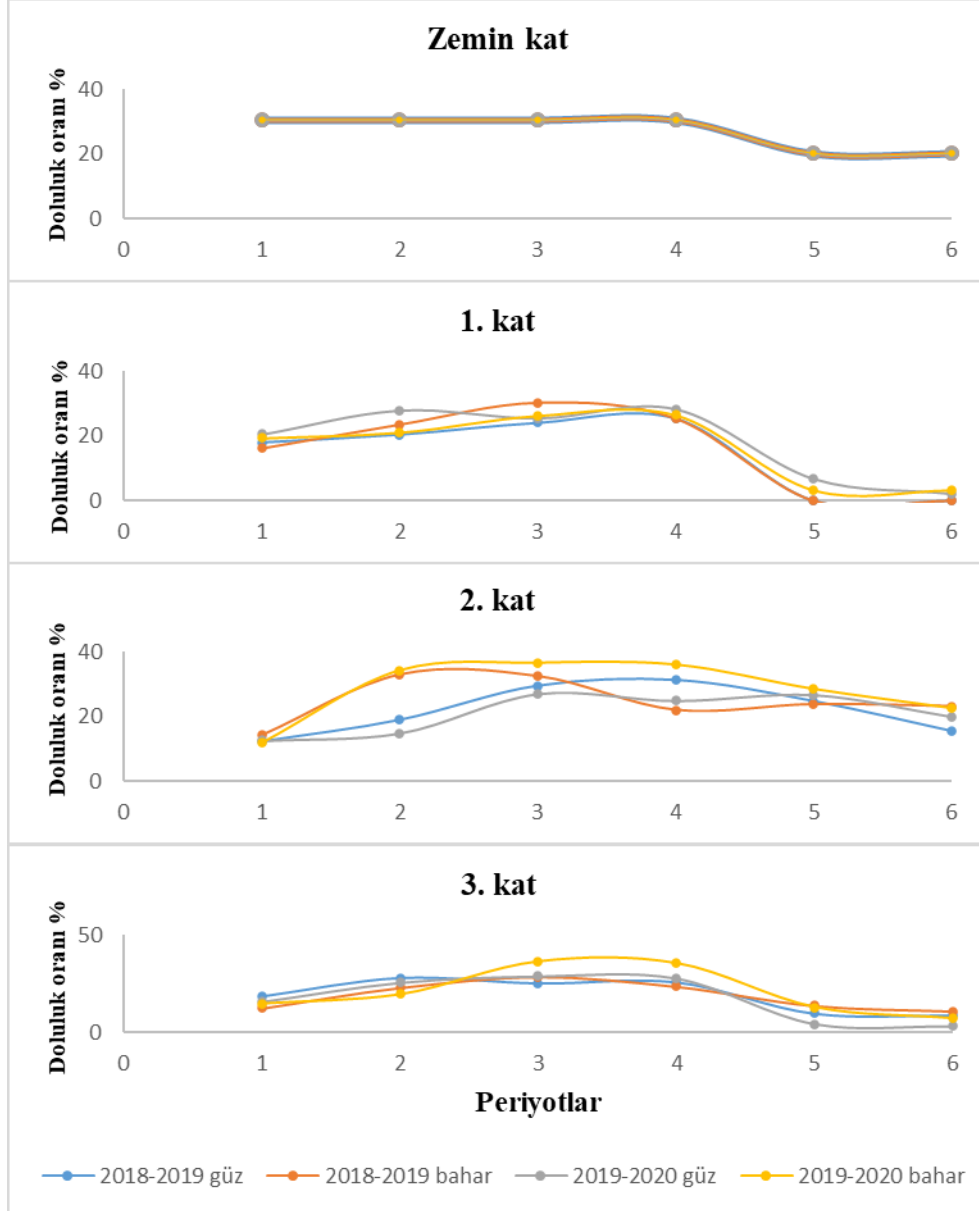 Zemin kat
Doluluk oranı %
40
20
0
0 1 2 3 4 5 6
1. kat
Doluluk oranı %
40
20
0
0 1 2 3 4 5 6
2. kat
Doluluk oranı %
40
20
0
0 1 2 3 4 5 6
3. kat
Doluluk oranı %
50
0
0 1 2 3 4 5 6
Periyotlar
2018-2019 güz 2018-2019 bahar 2019-2020 güz 2019-2020 bahar